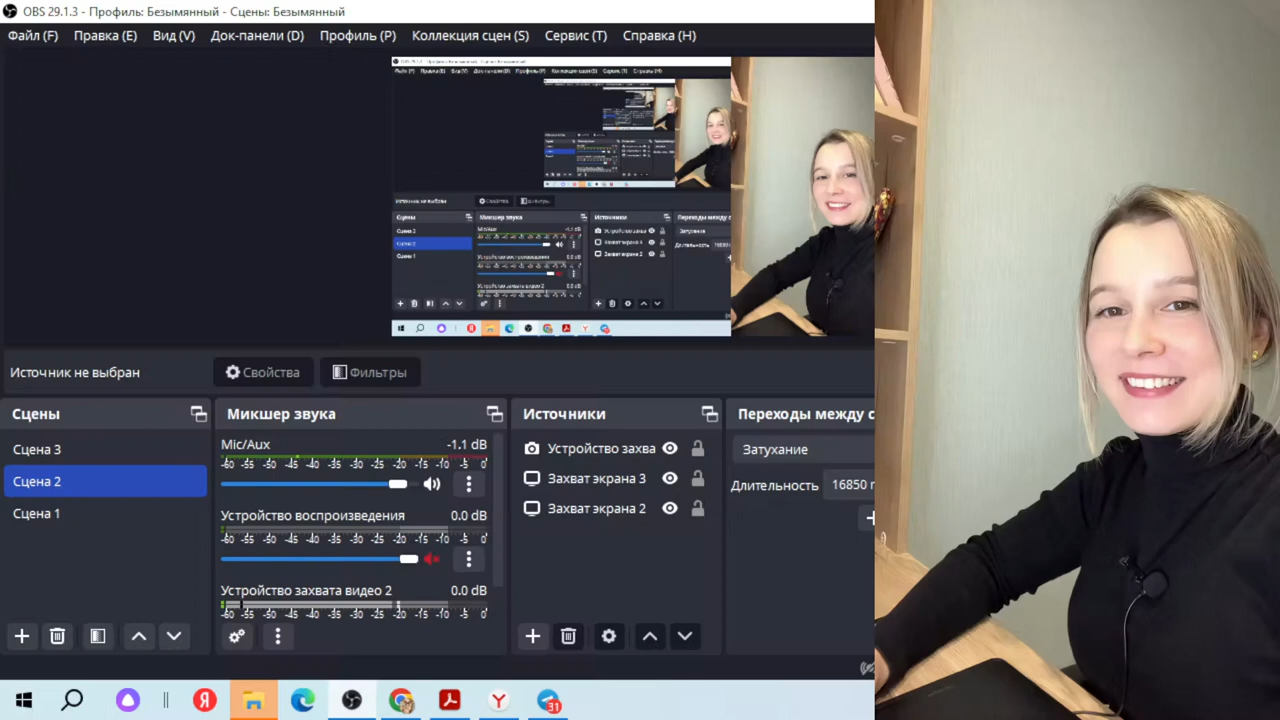 OBS 29.1.3 - Профиль: Безымянный - Сцены: Безымянный
Файл (F) Правка (E) Вид (V) Док-панели (D) Профиль (P) Коллекция сцен (S) Сервис (T) Справка (H)
Источник не выбран Свойства Фильтры
Сцены
Сцена 3
Сцена 2
Сцена 1
Микшер звука
Mic/Aux -1.1 dB
-60 -55 -50 -45 -40 -35 -30 -25 -20 -15 -10 -5 0
Устройство воспроизведения 0.0 dB
-60 -55 -50 -45 -40 -35 -30 -25 -20 -15 -10 -5 0
Устройство захвата видео 2 0.0 dB
-60 -55 -50 -45 -40 -35 -30 -25 -20 -15 -10 -5 0
Источники
Устройство захва
Захват экрана 3
Захват экрана 2
Переходы между с
Затухание
Длительность 16850
31